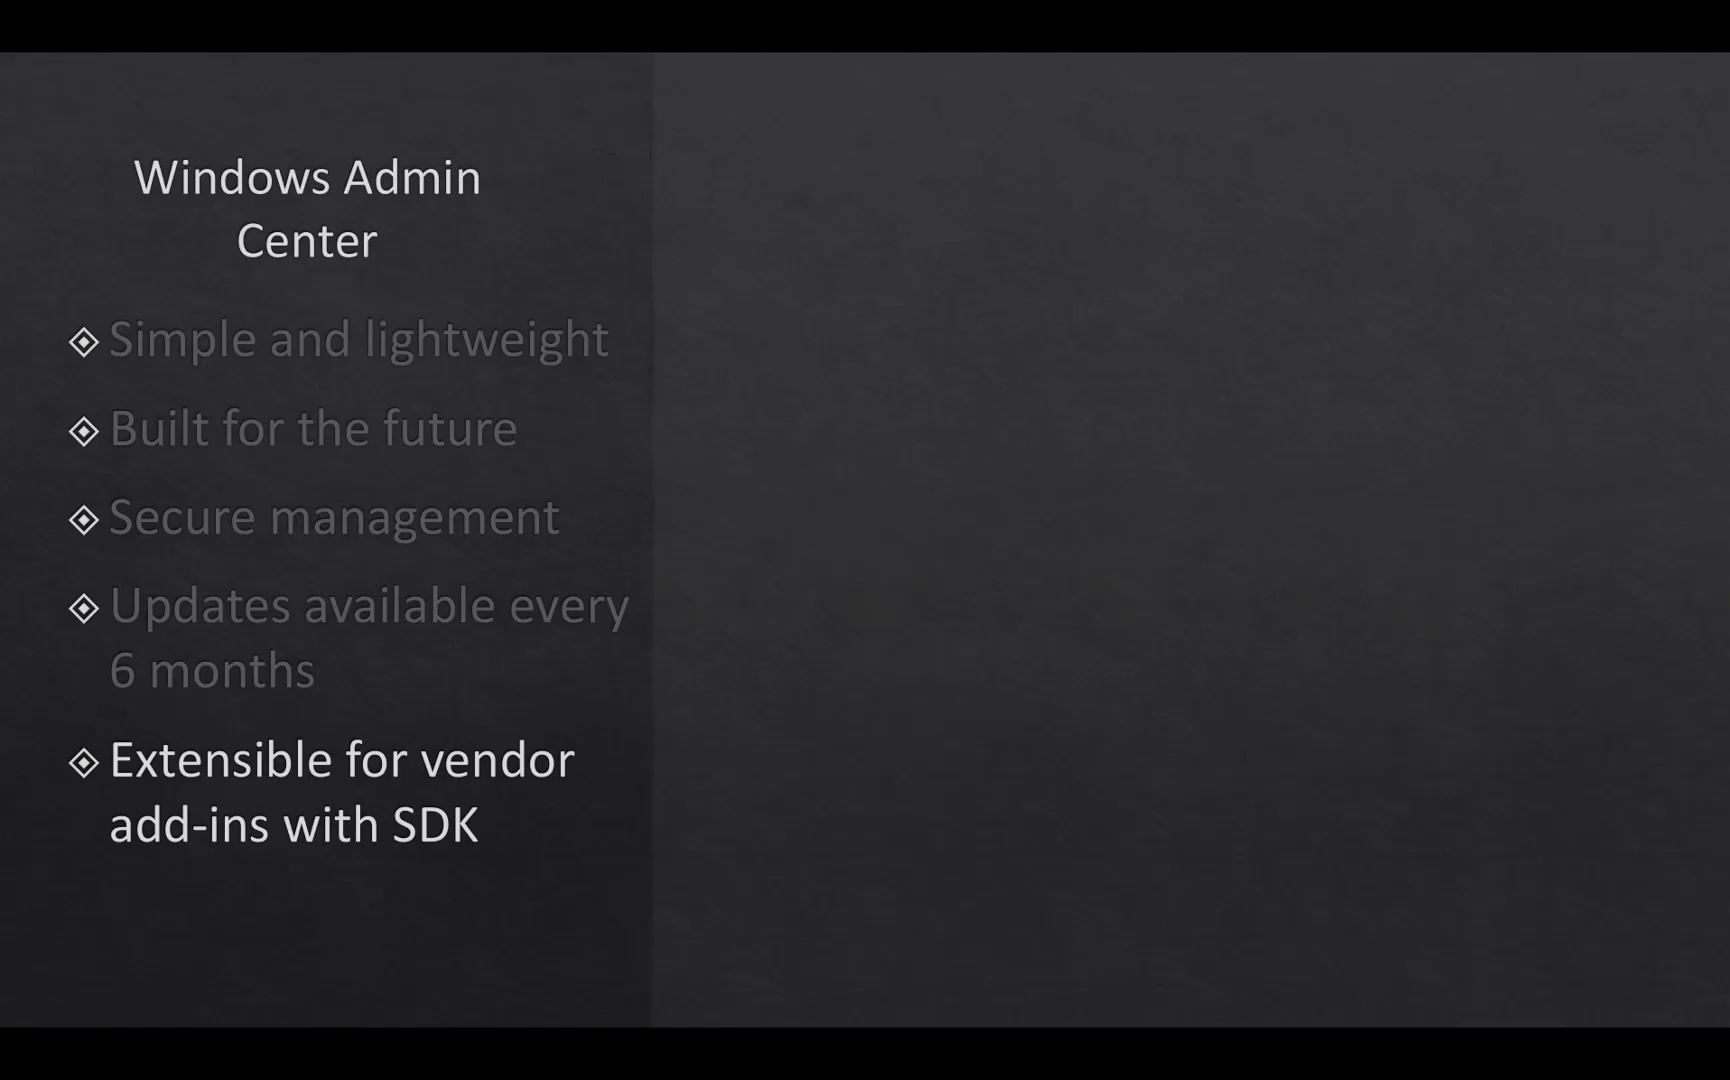 Windows Admin
Center
Simple and lightweight
Built for the future
Secure management
Updates available every
6 months
Extensible for vendor
add-ins with SDK